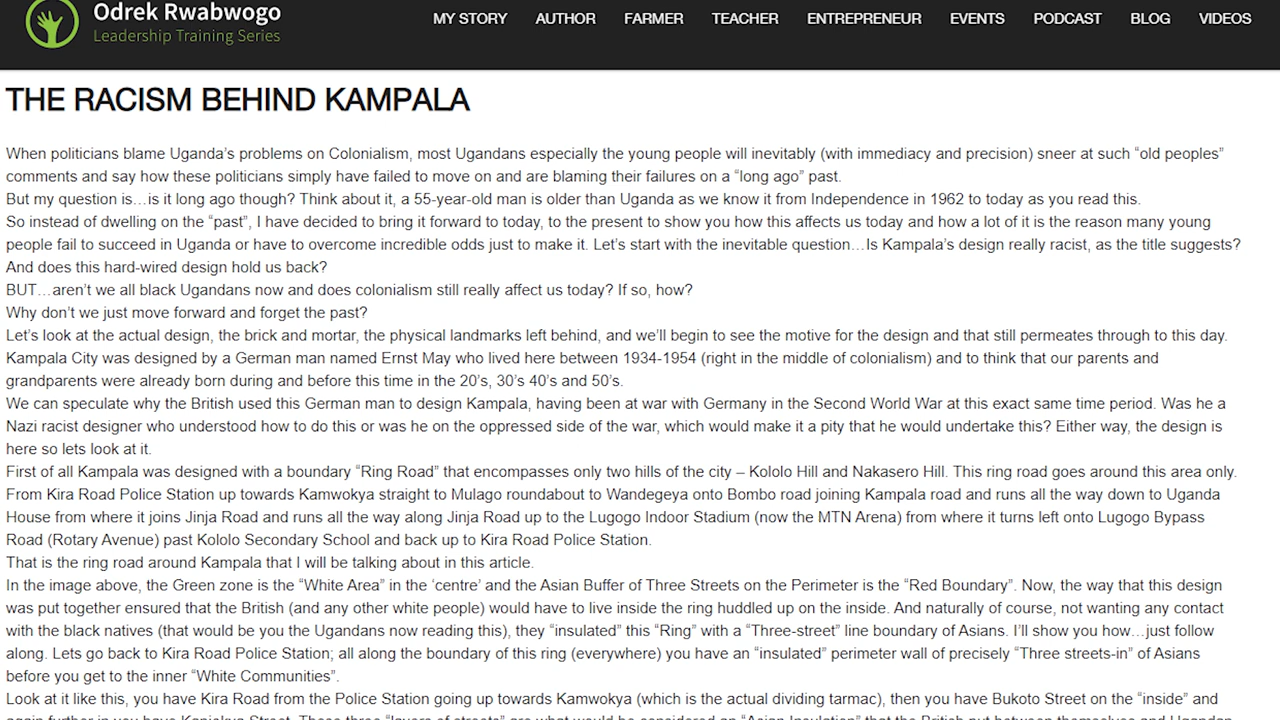 Odrek Rwabwogo
Leadership Training Series
MY STORY AUTHOR FARMER TEACHER ENTREPRENEUR EVENTS PODCAST BLOG VIDEOS
THE RACISM BEHIND KAMPALA
When politicians blame Uganda’s problems on Colonialism, most Ugandans especially the young people will inevitably (with immediacy and precision) sneer at such “old peoples”
comments and say how these politicians simply have failed to move on and are blaming their failures on a “long ago” past.
But my question is…is it long ago though? Think about it, a 55-year-old man is older than Uganda as we know it from Independence in 1962 to today as you read this.
So instead of dwelling on the “past”, I have decided to bring it forward to today, to the present to show you how this affects us today and how a lot of it is the reason many young
people fail to succeed in Uganda or have to overcome incredible odds just to make it. Let’s start with the inevitable question…Is Kampala’s design really racist, as the title suggests?
And does this hard-wired design hold us back?
BUT…aren’t we all black Ugandans now and does colonialism still really affect us today? If so, how?
Why don’t we just move forward and forget the past?
Let’s look at the actual design, the brick and mortar, the physical landmarks left behind, and we’ll begin to see the motive for the design and that still permeates through to this day.
Kampala City was designed by a German man named Ernst May who lived here between 1934-1954 (right in the middle of colonialism) and to think that our parents and
grandparents were already born during and before this time in the 20’s, 30’s 40’s and 50’s.
We can speculate why the British used this German man to design Kampala, having been at war with Germany in the Second World War at this exact same time period. Was he a
Nazi racist designer who understood how to do this or was he on the oppressed side of the war, which would make it a pity that he would undertake this? Either way, the design is
here so lets look at it.
First of all Kampala was designed with a boundary “Ring Road” that encompasses only two hills of the city – Kololo Hill and Nakasero Hill. This ring road goes around this area only.
From Kira Road Police Station up towards Kamwokya straight to Mulago roundabout to Wandegeya onto Bombo road joining Kampala road and runs all the way down to Uganda
House from where it joins Jinja Road and runs all the way along Jinja Road up to the Lugogo Indoor Stadium (now the MTN Arena) from where it turns left onto Lugogo Bypass
Road (Rotary Avenue) past Kololo Secondary School and back up to Kira Road Police Station.
That is the ring road around Kampala that I will be talking about in this article.
In the image above, the Green zone is the “White Area” in the ‘centre’ and the Asian Buffer of Three Streets on the Perimeter is the “Red Boundary”. Now, the way that this design
was put together ensured that the British (and any other white people) would have to live inside the ring huddled up on the inside. And naturally of course, not wanting any contact
with the black natives (that would be you the Ugandans now reading this), they “insulated” this “Ring” with a “Three-street” line boundary of Asians. I’ll show you how…just follow
along. Lets go back to Kira Road Police Station; all along the boundary of this ring (everywhere) you have an “insulated” perimeter wall of precisely “Three streets-in” of Asians
before you get to the inner “White Communities”.
Look at it like this, you have Kira Road from the Police Station going up towards Kamwokya (which is the actual dividing tarmac), then you have Bukoto Street on the “inside” and